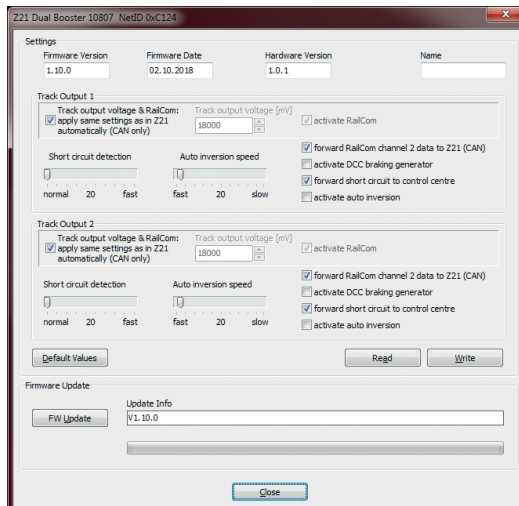 Z21 Dual Booster 10807 NetID 0xC124
Settings
Firmware Version Firmware Date Hardware Version Name
1.10.0 02.10.2018 1.0.1
Track Output 1
Track output voltage & RailCom: Track output voltage [mV]
apply same settings as in Z21 18000 activate RailCom
automatically (CAN only)
forward RailCom channel 2 data to Z21 (CAN)
Short circuit detection Auto inversion speed activate DCC braking generator
forward short circuit to control centre
normal 20 fast fast 20 slow activate auto inversion
Track Output 2
Track output voltage & RailCom: Track output voltage [mV]
apply same settings as in Z21 18000 activate RailCom
automatically (CAN only)
forward RailCom channel 2 data to Z21 (CAN)
Short circuit detection Auto inversion speed activate DCC braking generator
forward short circuit to control centre
normal 20 fast fast 20 slow activate auto inversion
Default Values Read Write
Firmware Update
Update Info
FW Update V1.10.0
Close